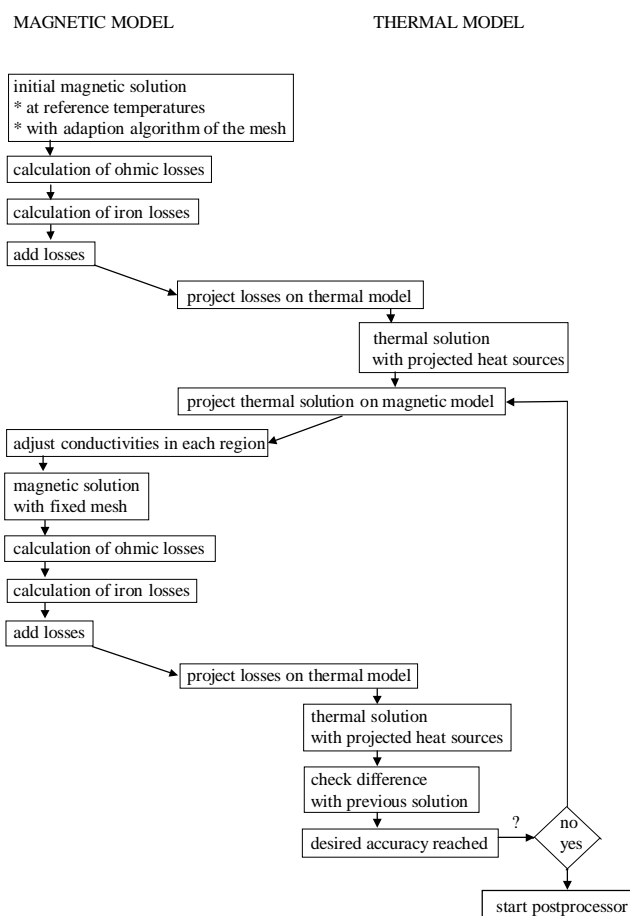 MAGNETIC MODEL
THERMAL MODEL
initial magnetic solution
* at reference temperatures
* with adaption algorithm of the mesh
calculation of ohmic losses
calculation of iron losses
add losses
project losses on thermal model
thermal solution
with projected heat sources
project thermal solution on magnetic model
adjust conductivities in each region
magnetic solution
with fixed mesh
calculation of ohmic losses
calculation of iron losses
add losses
project losses on thermal model
thermal solution
with projected heat sources
check difference
with previous solution
desired accuracy reached
?
no
yes
start postprocessor